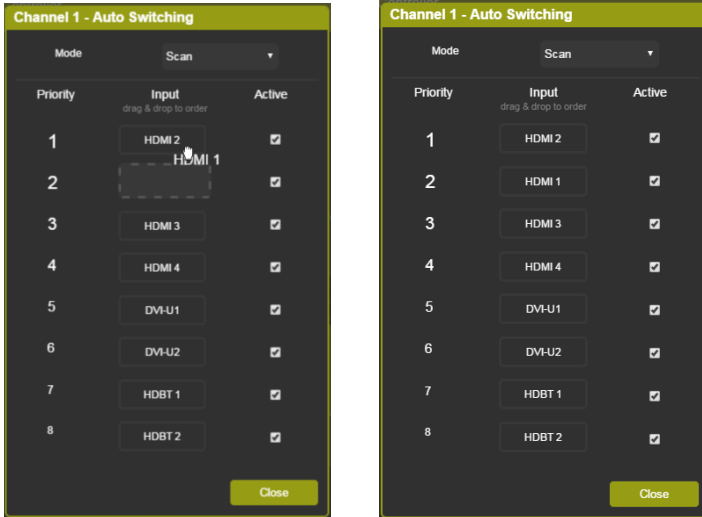 Channel 1 - Auto Switching
Mode Scan
Priority Input Active
drag & drop to order
1 HDMI 2
HDMI 1
2
3 HDMI 3
4 HDMI 4
5 DVI-U1
6 DVI-U2
7 HDBT 1
8 HDBT 2
Close
Channel 1 - Auto Switching
Mode Scan
Priority Input Active
drag & drop to order
1 HDMI 2
2 HDMI 1
3 HDMI 3
4 HDMI 4
5 DVI-U1
6 DVI-U2
7 HDBT 1
8 HDBT 2
Close